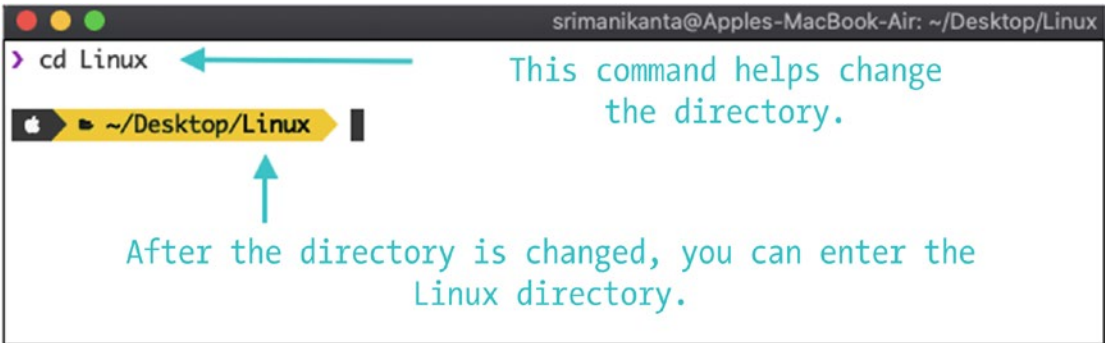 srimanikanta@Apples-MacBook-Air: ~/Desktop/Linux
❯ cd Linux
This command helps change
the directory.
~/Desktop/Linux
After the directory is changed, you can enter the
Linux directory.